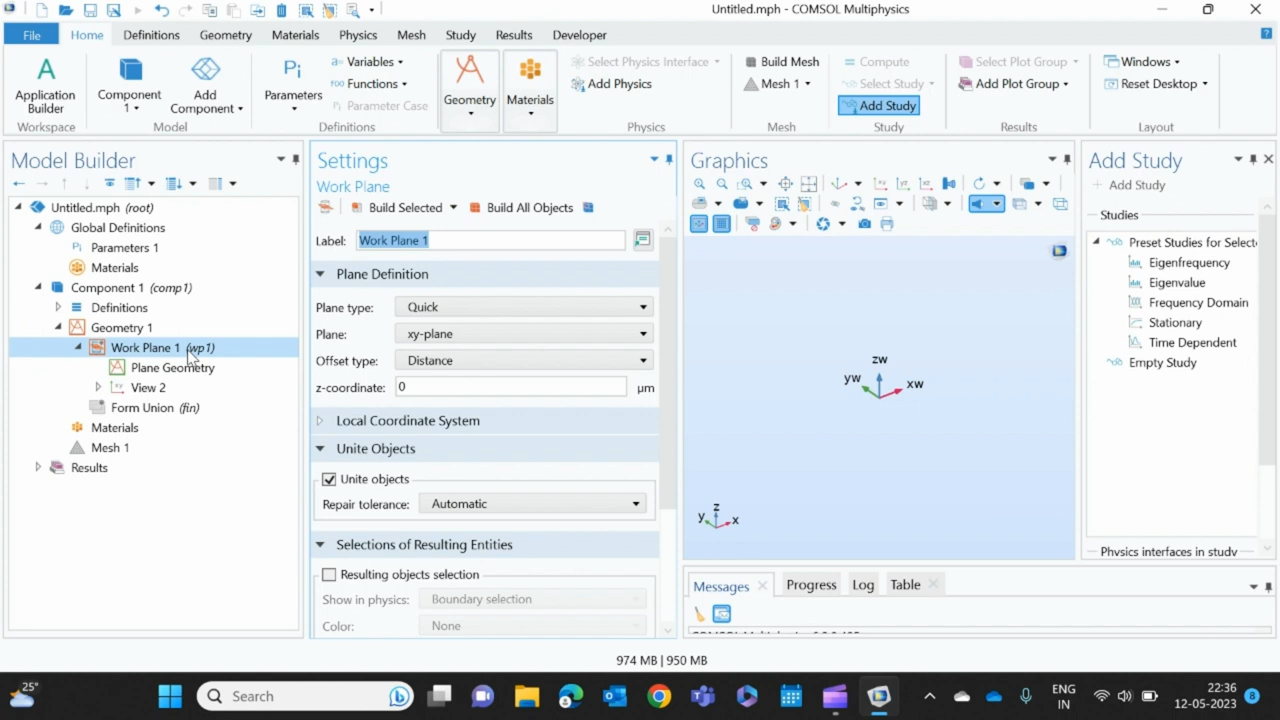 Untitled.mph - COMSOL Multiphysics
File Home Definitions Geometry Materials Physics Mesh Study Results Developer
Application Builder
Workspace
Component 1
Add Component
Model
Pi
Parameters
a= Variables
f(x) Functions
Parameter Case
Definitions
Geometry
Materials
Select Physics Interface
Add Physics
Physics
Build Mesh
Mesh 1
Mesh
Compute
Select Study
Add Study
Study
Select Plot Group
Add Plot Group
Results
Windows
Reset Desktop
Layout
Model Builder
Untitled.mph (root)
Global Definitions
Pi Parameters 1
Materials
Component 1 (comp1)
Definitions
Geometry 1
Work Plane 1 (wp1)
Plane Geometry
View 2
Form Union (fin)
Materials
Mesh 1
Results
Settings
Work Plane
Build Selected Build All Objects
Label: Work Plane 1
Plane Definition
Plane type: Quick
Plane: xy-plane
Offset type: Distance
z-coordinate: 0 µm
Local Coordinate System
Unite Objects
Unite objects
Repair tolerance: Automatic
Selections of Resulting Entities
Resulting objects selection
Show in physics: Boundary selection
Color: None
Graphics
zw
yw xw
z
y x
Messages Progress Log Table
Add Study
+ Add Study
Studies
Preset Studies for Select
Eigenfrequency
Eigenvalue
Frequency Domain
Stationary
Time Dependent
Empty Study
Physics interfaces in study
974 MB | 950 MB
25°
Search
ENG
IN
22:36
12-05-2023
8